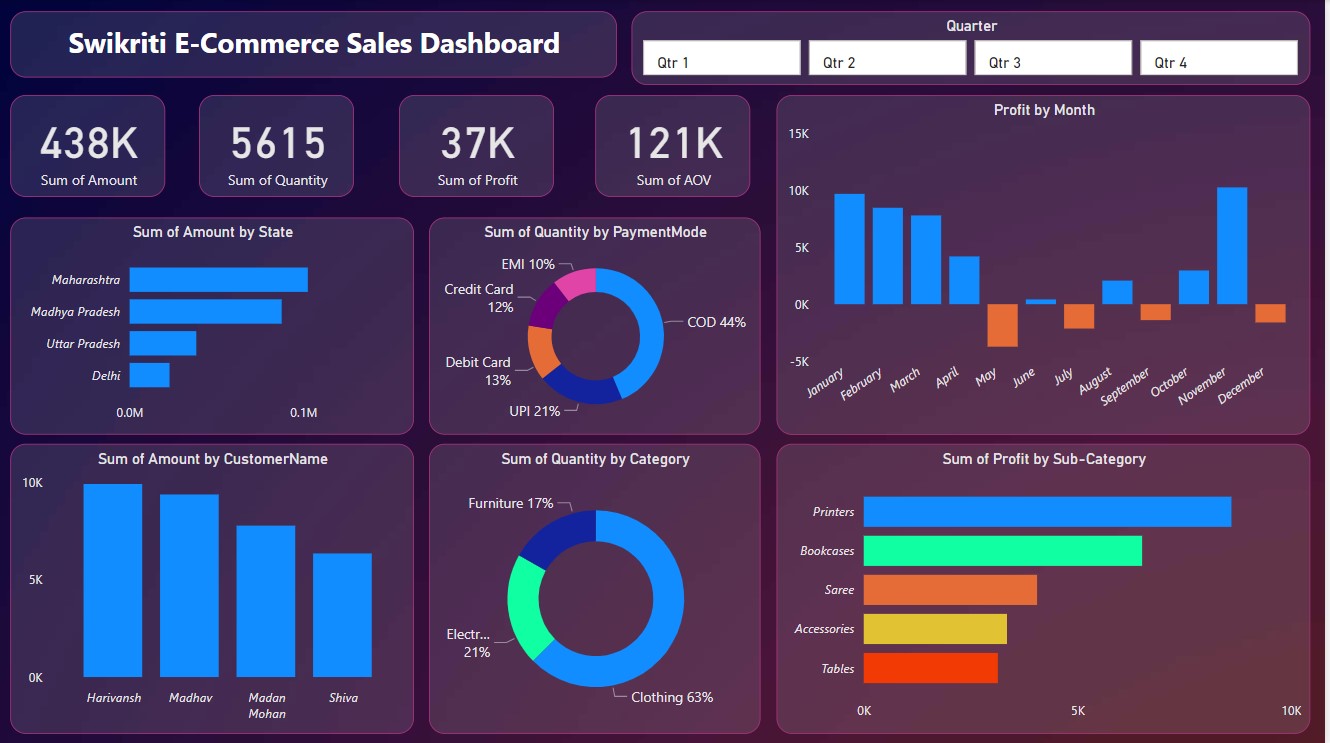 Swikriti E-Commerce Sales Dashboard
Quarter
Qtr 1
Qtr 2
Qtr 3
Qtr 4
438K
Sum of Amount
5615
Sum of Quantity
37K
Sum of Profit
121K
Sum of AOV
Profit by Month
15K
10K
5K
0K
-5K
January
February
March
April
May
June
July
August
September
October
November
December
Sum of Amount by State
Maharashtra
Madhya Pradesh
Uttar Pradesh
Delhi
0.0M
0.1M
Sum of Quantity by PaymentMode
EMI 10%
Credit Card
12%
COD 44%
Debit Card
13%
UPI 21%
Sum of Amount by CustomerName
10K
5K
0K
Harivansh
Madhav
Madan
Mohan
Shiva
Sum of Quantity by Category
Furniture 17%
Electr...
21%
Clothing 63%
Sum of Profit by Sub-Category
Printers
Bookcases
Saree
Accessories
Tables
0K
5K
10K